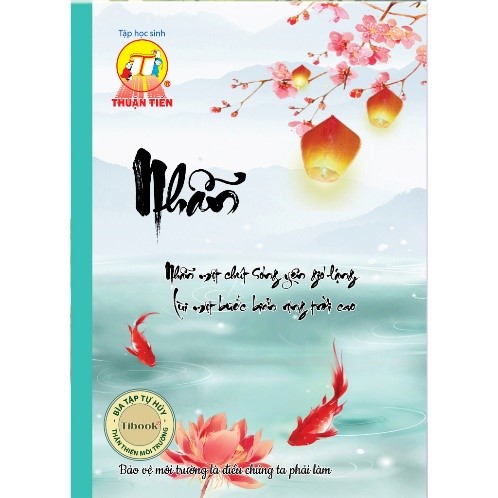 Tập học sinh
THUẬN TIẾN
®
Nhẫn
Nhẫn một chút sóng yên gió lặng
Lùi một bước biển rộng trời cao
BÌA TẬP TỰ HỦY
Tibook
THÂN THIỆN MÔI TRƯỜNG
Bảo vệ môi trường là điều chúng ta phải làm